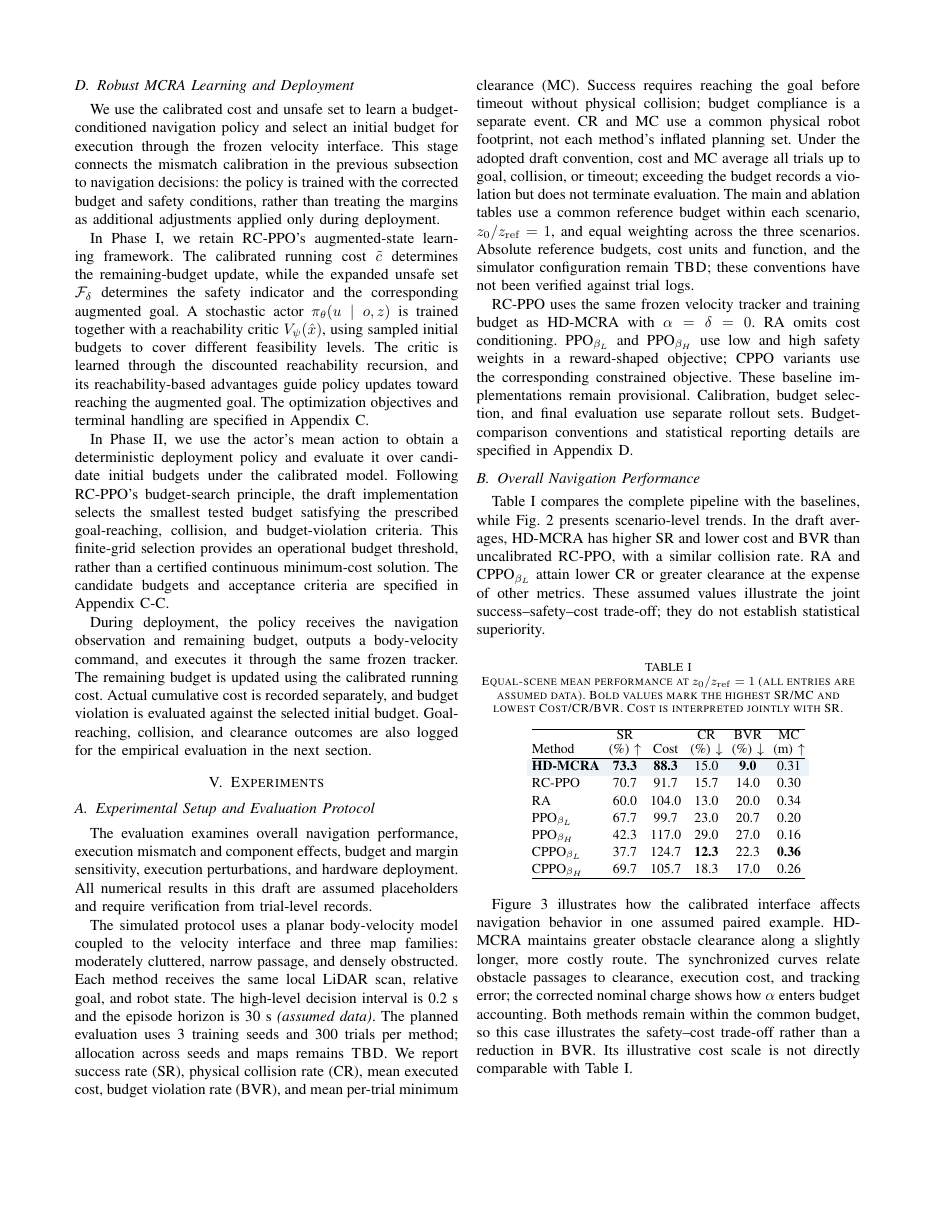 D. Robust MCRA Learning and Deployment
We use the calibrated cost and unsafe set to learn a budget-
conditioned navigation policy and select an initial budget for
execution through the frozen velocity interface. This stage
connects the mismatch calibration in the previous subsection
to navigation decisions: the policy is trained with the corrected
budget and safety conditions, rather than treating the margins
as additional adjustments applied only during deployment.
In Phase I, we retain RC-PPO's augmented-state learn-
ing framework. The calibrated running cost c̃ determines
the remaining-budget update, while the expanded unsafe set
ℱ_δ determines the safety indicator and the corresponding
augmented goal. A stochastic actor π_θ(u | o, z) is trained
together with a reachability critic V_ψ(x̂), using sampled initial
budgets to cover different feasibility levels. The critic is
learned through the discounted reachability recursion, and
its reachability-based advantages guide policy updates toward
reaching the augmented goal. The optimization objectives and
terminal handling are specified in Appendix C.
In Phase II, we use the actor's mean action to obtain a
deterministic deployment policy and evaluate it over candi-
date initial budgets under the calibrated model. Following
RC-PPO's budget-search principle, the draft implementation
selects the smallest tested budget satisfying the prescribed
goal-reaching, collision, and budget-violation criteria. This
finite-grid selection provides an operational budget threshold,
rather than a certified continuous minimum-cost solution. The
candidate budgets and acceptance criteria are specified in
Appendix C-C.
During deployment, the policy receives the navigation
observation and remaining budget, outputs a body-velocity
command, and executes it through the same frozen tracker.
The remaining budget is updated using the calibrated running
cost. Actual cumulative cost is recorded separately, and budget
violation is evaluated against the selected initial budget. Goal-
reaching, collision, and clearance outcomes are also logged
for the empirical evaluation in the next section.
V. EXPERIMENTS
A. Experimental Setup and Evaluation Protocol
The evaluation examines overall navigation performance,
execution mismatch and component effects, budget and margin
sensitivity, execution perturbations, and hardware deployment.
All numerical results in this draft are assumed placeholders
and require verification from trial-level records.
The simulated protocol uses a planar body-velocity model
coupled to the velocity interface and three map families:
moderately cluttered, narrow passage, and densely obstructed.
Each method receives the same local LiDAR scan, relative
goal, and robot state. The high-level decision interval is 0.2 s
and the episode horizon is 30 s (assumed data). The planned
evaluation uses 3 training seeds and 300 trials per method;
allocation across seeds and maps remains TBD. We report
success rate (SR), physical collision rate (CR), mean executed
cost, budget violation rate (BVR), and mean per-trial minimum
clearance (MC). Success requires reaching the goal before
timeout without physical collision; budget compliance is a
separate event. CR and MC use a common physical robot
footprint, not each method's inflated planning set. Under the
adopted draft convention, cost and MC average all trials up to
goal, collision, or timeout; exceeding the budget records a vio-
lation but does not terminate evaluation. The main and ablation
tables use a common reference budget within each scenario,
z₀/z_ref = 1, and equal weighting across the three scenarios.
Absolute reference budgets, cost units and function, and the
simulator configuration remain TBD; these conventions have
not been verified against trial logs.
RC-PPO uses the same frozen velocity tracker and training
budget as HD-MCRA with α = δ = 0. RA omits cost
conditioning. PPO_β_L and PPO_β_H use low and high safety
weights in a reward-shaped objective; CPPO variants use
the corresponding constrained objective. These baseline im-
plementations remain provisional. Calibration, budget selec-
tion, and final evaluation use separate rollout sets. Budget-
comparison conventions and statistical reporting details are
specified in Appendix D.
B. Overall Navigation Performance
Table I compares the complete pipeline with the baselines,
while Fig. 2 presents scenario-level trends. In the draft aver-
ages, HD-MCRA has higher SR and lower cost and BVR than
uncalibrated RC-PPO, with a similar collision rate. RA and
CPPO_β_L attain lower CR or greater clearance at the expense
of other metrics. These assumed values illustrate the joint
success–safety–cost trade-off; they do not establish statistical
superiority.
TABLE I
EQUAL-SCENE MEAN PERFORMANCE AT z₀/z_ref = 1 (ALL ENTRIES ARE
ASSUMED DATA). BOLD VALUES MARK THE HIGHEST SR/MC AND
LOWEST COST/CR/BVR. COST IS INTERPRETED JOINTLY WITH SR.
SR CR BVR MC
Method (%) ↑ Cost (%) ↓ (%) ↓ (m) ↑
HD-MCRA 73.3 88.3 15.0 9.0 0.31
RC-PPO 70.7 91.7 15.7 14.0 0.30
RA 60.0 104.0 13.0 20.0 0.34
PPO_β_L 67.7 99.7 23.0 20.7 0.20
PPO_β_H 42.3 117.0 29.0 27.0 0.16
CPPO_β_L 37.7 124.7 12.3 22.3 0.36
CPPO_β_H 69.7 105.7 18.3 17.0 0.26
Figure 3 illustrates how the calibrated interface affects
navigation behavior in one assumed paired example. HD-
MCRA maintains greater obstacle clearance along a slightly
longer, more costly route. The synchronized curves relate
obstacle passages to clearance, execution cost, and tracking
error; the corrected nominal charge shows how α enters budget
accounting. Both methods remain within the common budget,
so this case illustrates the safety–cost trade-off rather than a
reduction in BVR. Its illustrative cost scale is not directly
comparable with Table I.